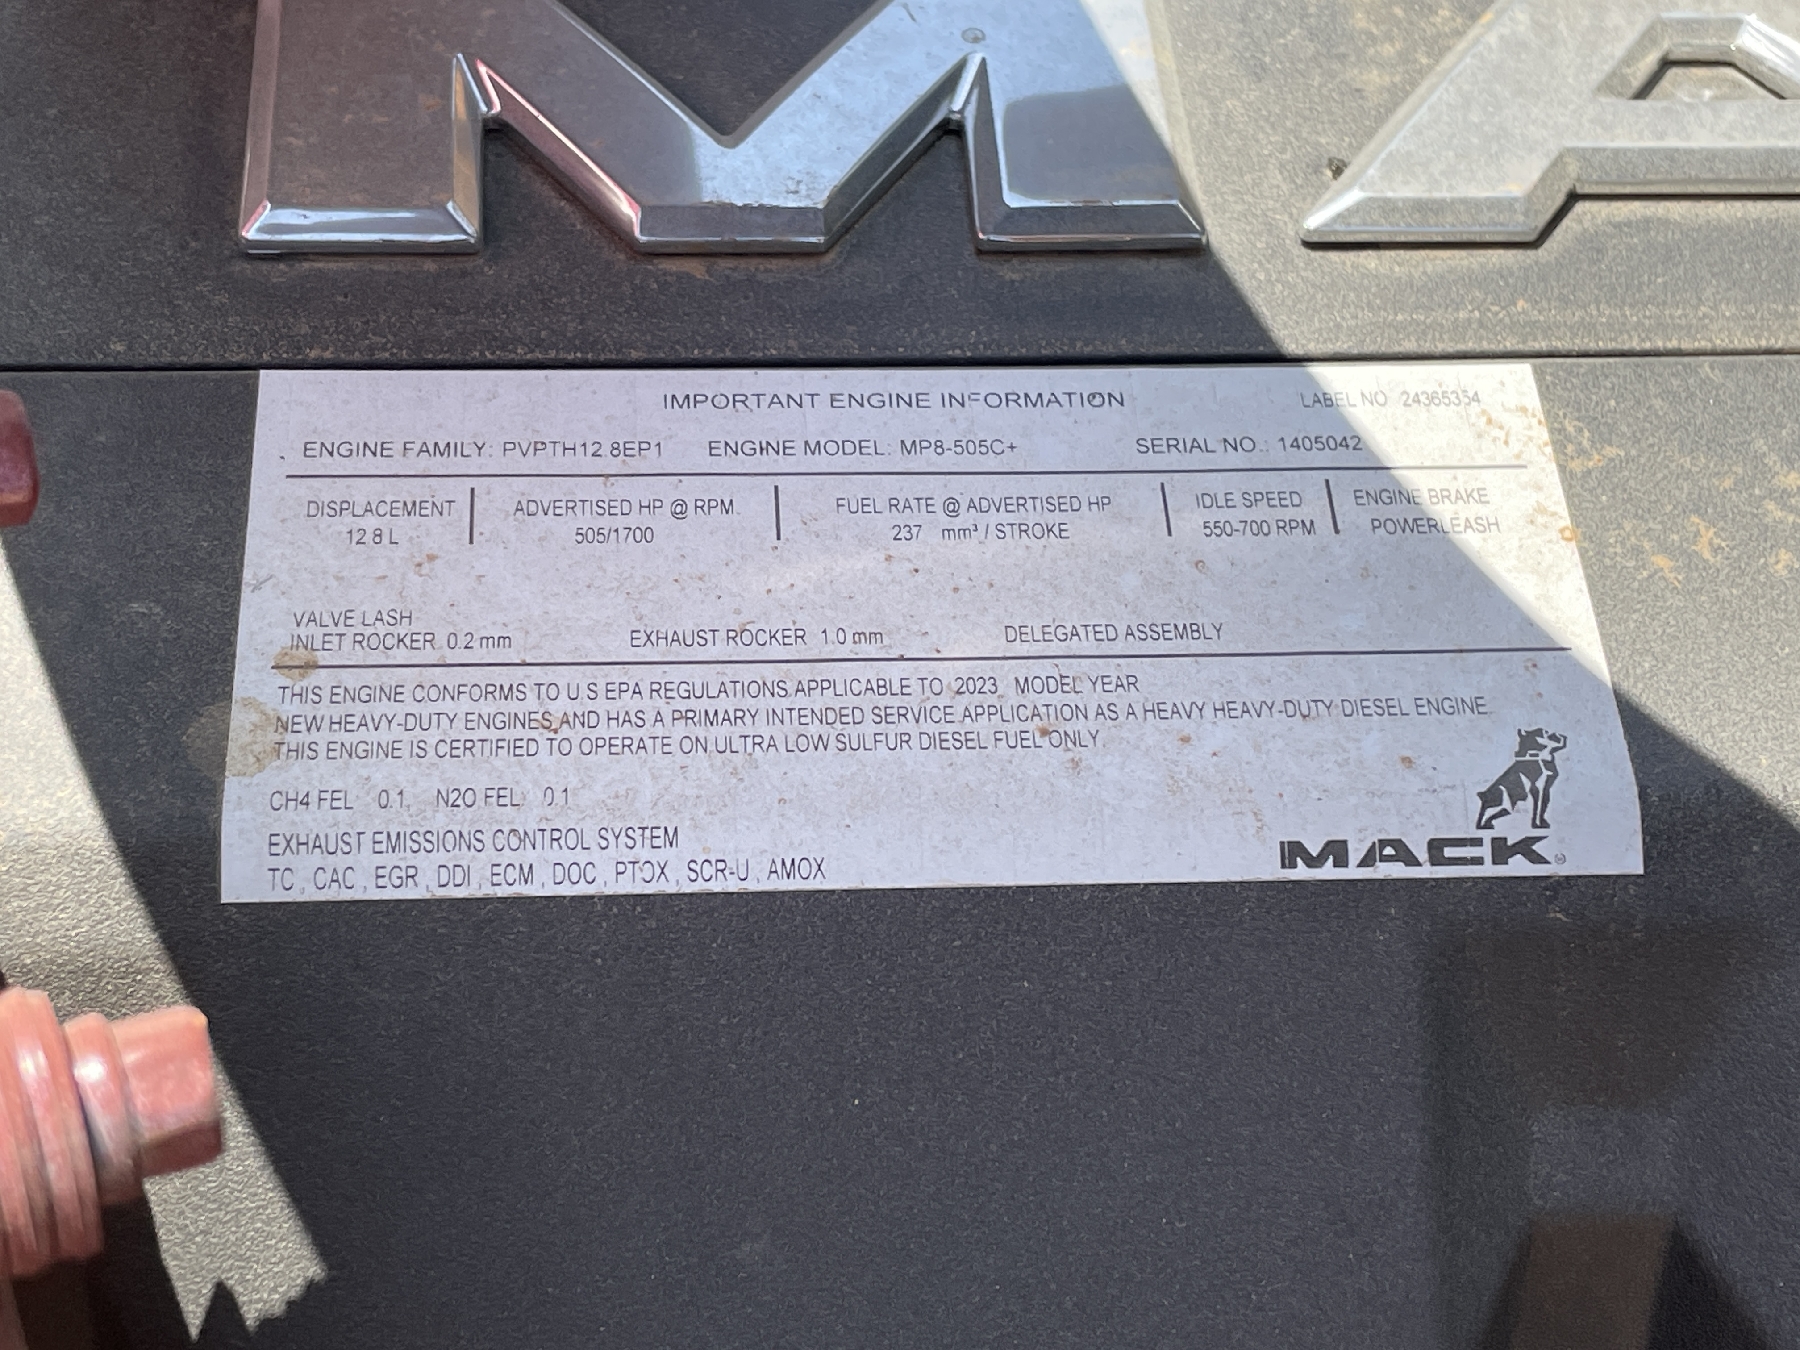 MA
IMPORTANT ENGINE INFORMATION LABEL NO 24365354
ENGINE FAMILY: PVPTH12.8EP1 ENGINE MODEL: MP8-505C+ SERIAL NO.: 1405042
DISPLACEMENT ADVERTISED HP @ RPM. FUEL RATE @ ADVERTISED HP IDLE SPEED ENGINE BRAKE
12.8 L 505/1700 237 mm³ / STROKE 550-700 RPM POWERLEASH
VALVE LASH
INLET ROCKER 0.2 mm EXHAUST ROCKER 1.0 mm DELEGATED ASSEMBLY
THIS ENGINE CONFORMS TO U.S EPA REGULATIONS APPLICABLE TO 2023 MODEL YEAR
NEW HEAVY-DUTY ENGINES AND HAS A PRIMARY INTENDED SERVICE APPLICATION AS A HEAVY HEAVY-DUTY DIESEL ENGINE.
THIS ENGINE IS CERTIFIED TO OPERATE ON ULTRA LOW SULFUR DIESEL FUEL ONLY.
CH4 FEL 0.1, N2O FEL 0.1
EXHAUST EMISSIONS CONTROL SYSTEM
TC, CAC, EGR, DDI, ECM, DOC, PTOX, SCR-U, AMOX
MACK®